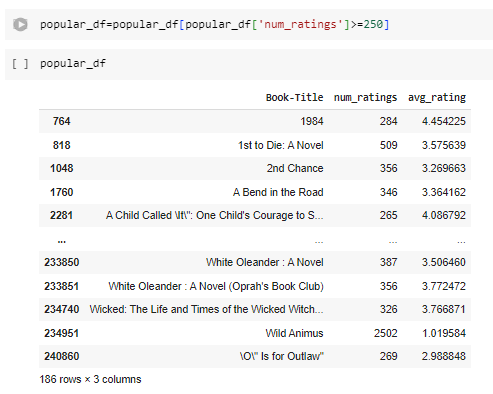 popular_df=popular_df[popular_df['num_ratings']>=250]
[ ] popular_df
Book-Title num_ratings avg_rating
764 1984 284 4.454225
818 1st to Die: A Novel 509 3.575639
1048 2nd Chance 356 3.269663
1760 A Bend in the Road 346 3.364162
2281 A Child Called \It\": One Child's Courage to S... 265 4.086792
... ... ... ...
233850 White Oleander : A Novel 387 3.506460
233851 White Oleander : A Novel (Oprah's Book Club) 356 3.772472
234740 Wicked: The Life and Times of the Wicked Witch... 326 3.766871
234951 Wild Animus 2502 1.019584
240860 \O\" Is for Outlaw" 269 2.988848
186 rows × 3 columns